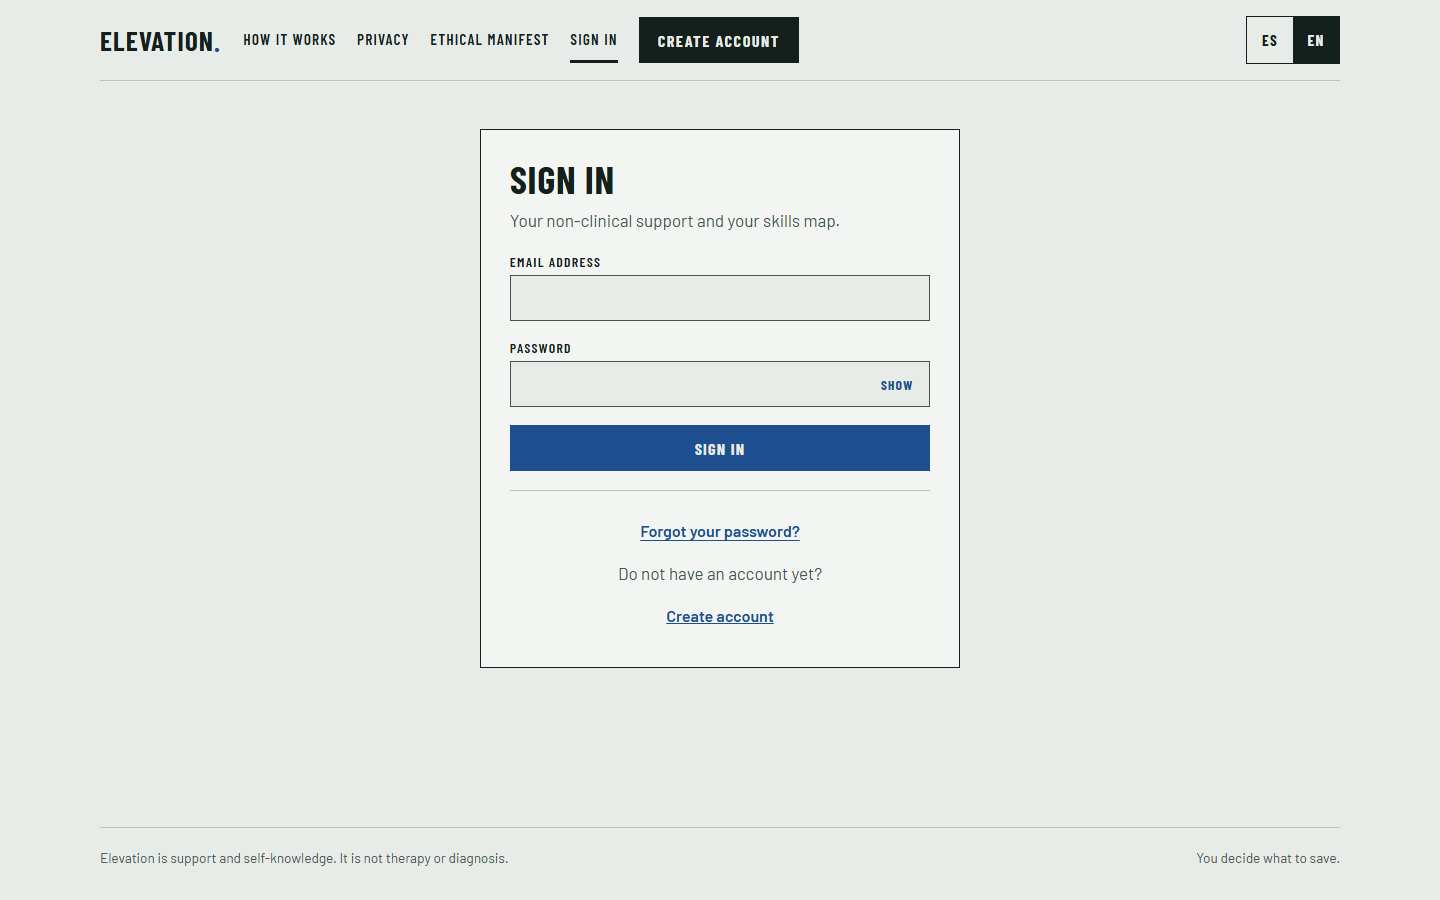 ELEVATION.
HOW IT WORKS
PRIVACY
ETHICAL MANIFEST
SIGN IN
CREATE ACCOUNT
ES
EN
SIGN IN
Your non-clinical support and your skills map.
EMAIL ADDRESS
PASSWORD
SHOW
SIGN IN
Forgot your password?
Do not have an account yet?
Create account
Elevation is support and self-knowledge. It is not therapy or diagnosis.
You decide what to save.